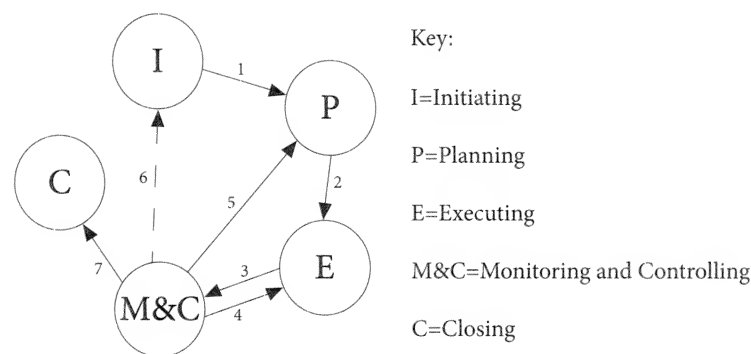 I
1
P
Key:
I=Initiating
P=Planning
E=Executing
M&C=Monitoring and Controlling
C=Closing
C
6
5
2
7
3
E
M&C
4